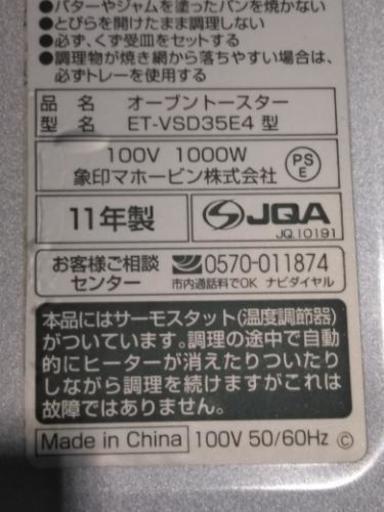 ●バターやジャムを塗ったパンを焼かない
●とびらを開けたまま調理しない
●必ず、くず受皿をセットする
●調理物が焼き網から落ちやすい場合は、
必ずトレーを使用する
品 名 オーブントースター
型 名 ET-VSD35E4 型
100V 1000W
象印マホービン株式会社
PS
E
11年製
JQA
JQ.10191
お客様ご相談
センター
0570-011874
市内通話料でOK ナビダイヤル
本品にはサーモスタット(温度調節器)
がついています。調理の途中で自動
的にヒーターが消えたりついたり
しながら調理を続けますがこれは
故障ではありません。
Made in China 100V 50/60Hz ©